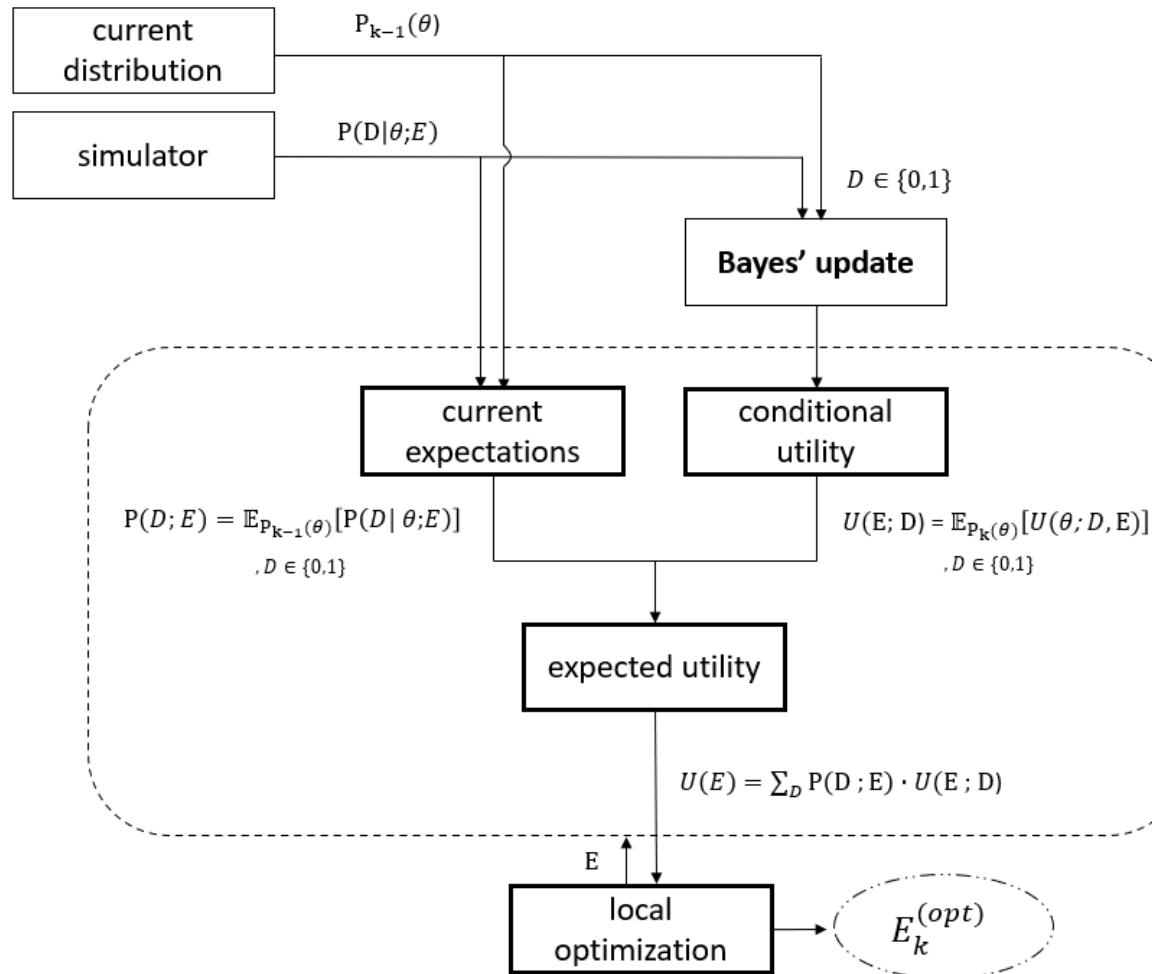 current
distribution
P_{k−1}(θ)
simulator
P(D|θ;E)
D ∈ {0,1}
Bayes’ update
current
expectations
conditional
utility
P(D; E) = 𝔼_{P_{k−1}(θ)}[P(D| θ;E)]
, D ∈ {0,1}
U(E; D) = 𝔼_{P_k(θ)}[U(θ; D, E)]
, D ∈ {0,1}
expected utility
U(E) = ∑_D P(D ; E) · U(E ; D)
E
local
optimization
E_k^{(opt)}